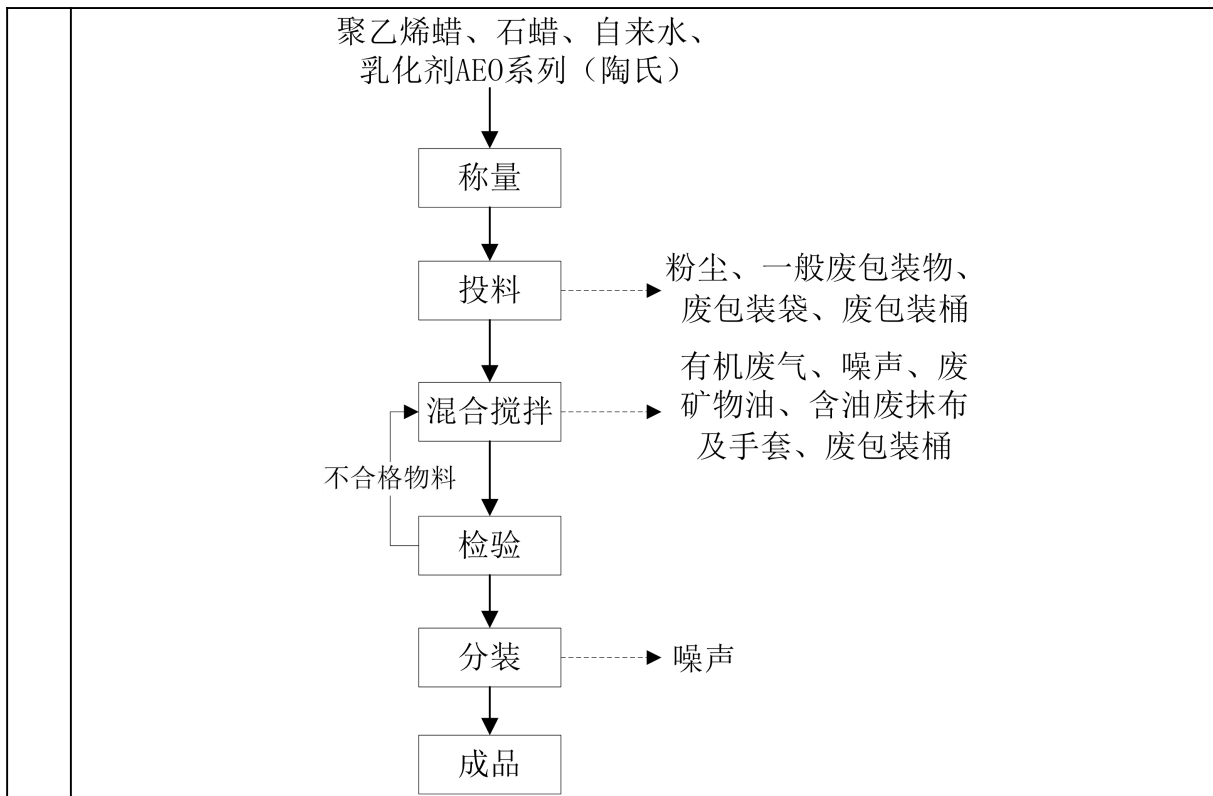 聚乙烯蜡、石蜡、自来水、
乳化剂AEO系列（陶氏）
称量
投料
粉尘、一般废包装物、
废包装袋、废包装桶
混合搅拌
有机废气、噪声、废
矿物油、含油废抹布
及手套、废包装桶
不合格物料
检验
分装
噪声
成品